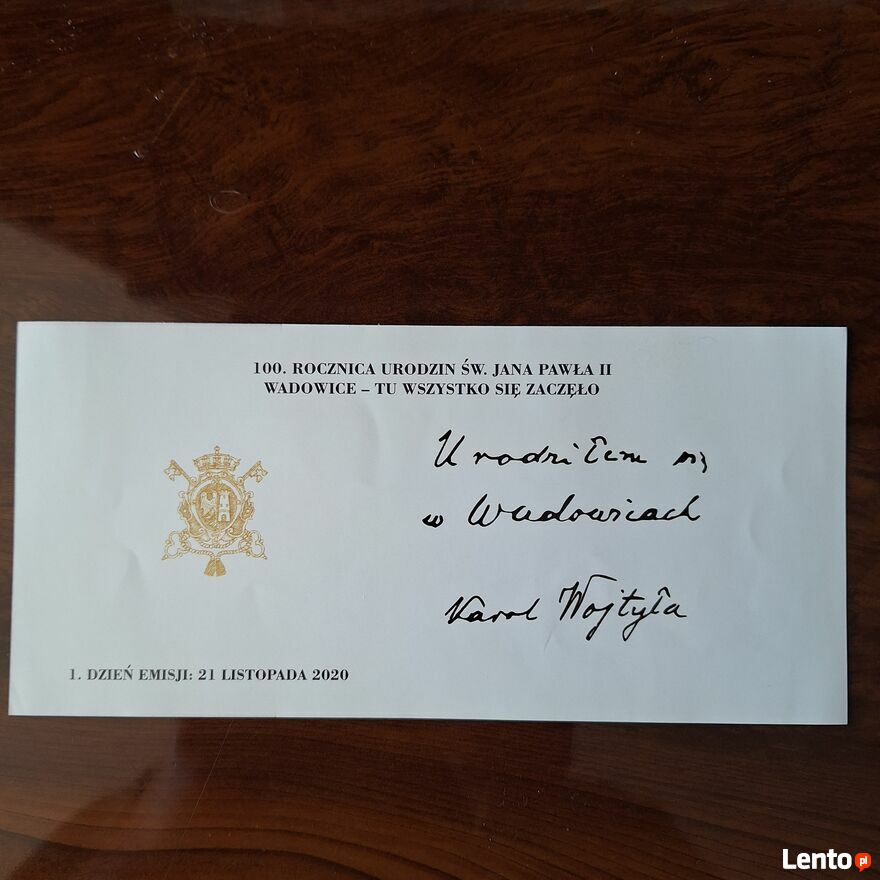 100. ROCZNICA URODZIN ŚW. JANA PAWŁA II
WADOWICE – TU WSZYSTKO SIĘ ZACZĘŁO
Urodziłem się
w Wadowicach
Karol Wojtyła
1. DZIEŃ EMISJI: 21 LISTOPADA 2020
Lento pl